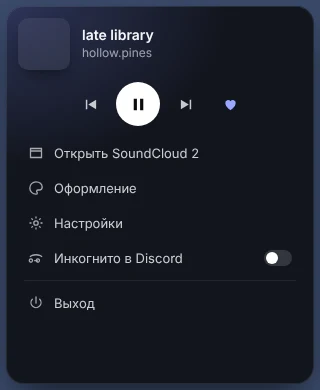 late library
hollow.pines
Открыть SoundCloud 2
Оформление
Настройки
Инкогнито в Discord
Выход